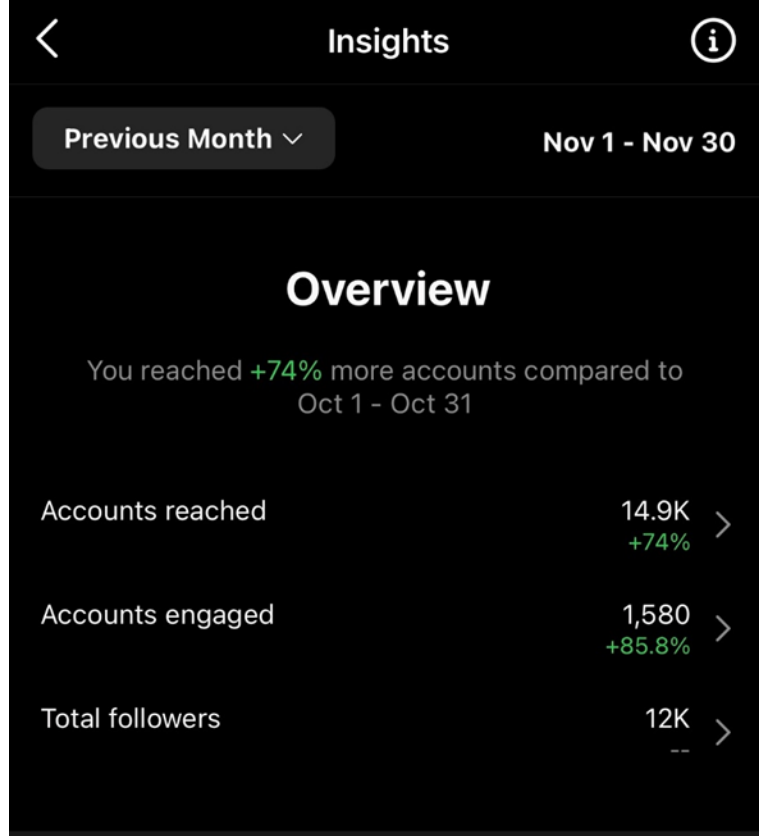 Insights
Previous Month
Nov 1 - Nov 30
Overview
You reached +74% more accounts compared to
Oct 1 - Oct 31
Accounts reached
14.9K
+74%
Accounts engaged
1,580
+85.8%
Total followers
12K
--